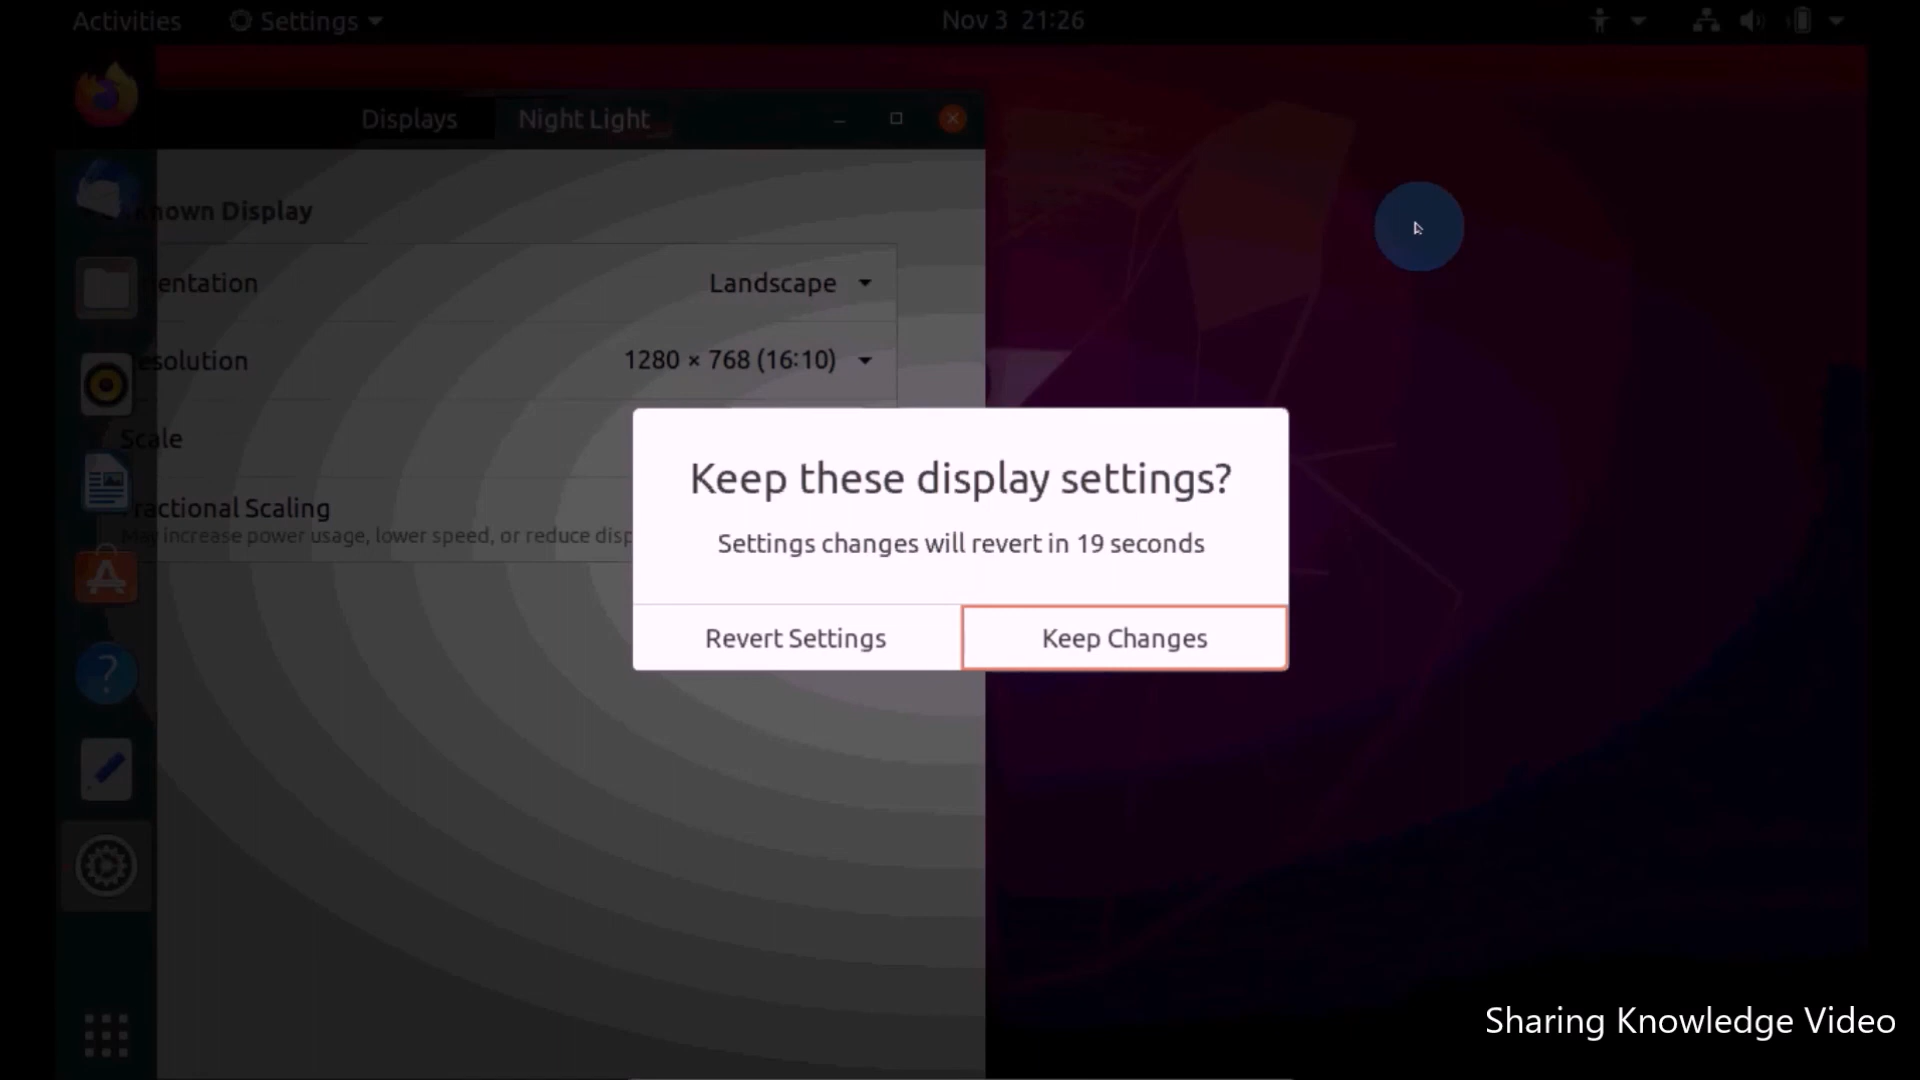 Activities
Settings
Nov 3 21:26
Displays
Night Light
nown Display
entation
Landscape
esolution
1280 × 768 (16:10)
Scale
ractional Scaling
May increase power usage, lower speed, or reduce disp
Keep these display settings?
Settings changes will revert in 19 seconds
Revert Settings
Keep Changes
Sharing Knowledge Video